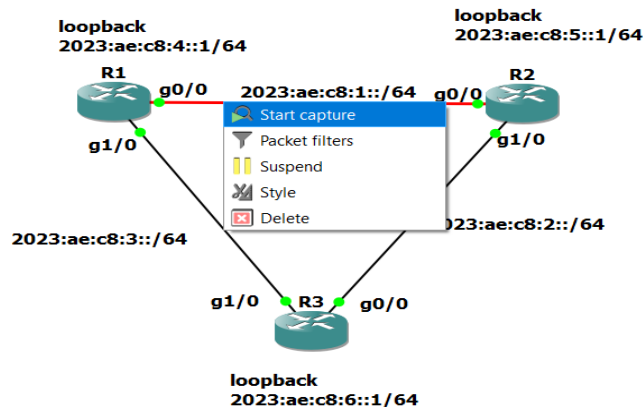 loopback
2023:ae:c8:4::1/64
loopback
2023:ae:c8:5::1/64
R1
R2
g0/0
2023:ae:c8:1::/64
g0/0
Start capture
g1/0
Packet filters
g1/0
Suspend
Style
Delete
2023:ae:c8:3::/64
2023:ae:c8:2::/64
g1/0
R3
g0/0
loopback
2023:ae:c8:6::1/64